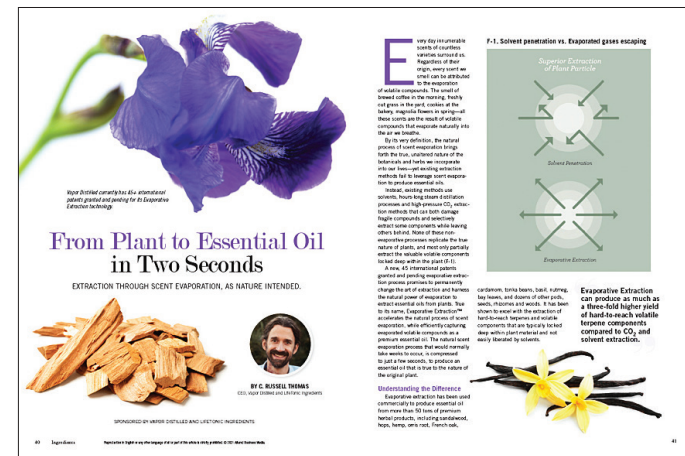 Vapor Distilled currently has 45+ international
patents granted and pending for its Evaporative
Extraction technology.
From Plant to Essential Oil
in Two Seconds
EXTRACTION THROUGH SCENT EVAPORATION, AS NATURE INTENDED.
BY C. RUSSELL THOMAS
CEO, Vapor Distilled and Lifetonic Ingredients
SPONSORED BY VAPOR DISTILLED AND LIFETONIC INGREDIENTS
40 Ingredients
Reproduction in English or any other language of all or part of this article is strictly prohibited. © 2021 Allured Business Media.
Every day innumerable
scents of countless
varieties surround us.
Regardless of their
origin, every scent we
smell can be attributed
to the evaporation
of volatile compounds. The smell of
brewed coffee in the morning, freshly
cut grass in the yard, cookies at the
bakery, magnolia flowers in spring—all
these scents are the result of volatile
compounds that evaporate naturally into
the air we breathe.
By its very definition, the natural
process of scent evaporation brings
forth the true, unaltered nature of the
botanicals and herbs we incorporate
into our lives—yet existing extraction
methods fail to leverage scent evapora-
tion to produce essential oils.
Instead, existing methods use
solvents, hours-long steam distillation
processes and high-pressure CO2 extrac-
tion methods that can both damage
fragile compounds and selectively
extract some components while leaving
others behind. None of these non-
evaporative processes replicate the true
nature of plants, and most only partially
extract the valuable volatile components
locked deep within the plant (F-1).
A new, 45 international patents
granted and pending evaporative extrac-
tion process promises to permanently
change the art of extraction and harness
the natural power of evaporation to
extract essential oils from plants. True
to its name, Evaporative Extraction™
accelerates the natural process of scent
evaporation, while efficiently capturing
evaporated volatile compounds as a
premium essential oil. The natural scent
evaporation process that would normally
take weeks to occur, is compressed
to just a few seconds, to produce an
essential oil that is true to the nature of
the original plant.
Understanding the Difference
Evaporative extraction has been used
commercially to produce essential oil
from more than 50 tons of premium
herbal products, including sandalwood,
hops, hemp, orris root, French oak,
F-1. Solvent penetration vs. Evaporated gases escaping
Superior Extraction
of Plant Particle
Solvent Penetration
Evaporative Extraction
cardamom, tonka beans, basil, nutmeg,
bay leaves, and dozens of other pods,
seeds, rhizomes and woods. It has been
shown to excel with the extraction of
hard-to-reach terpenes and volatile
components that are typically locked
deep within plant material and not
easily liberated by solvents.
Evaporative Extraction
can produce as much as
a three-fold higher yield
of hard-to-reach volatile
terpene components
compared to CO2 and
solvent extraction.
41